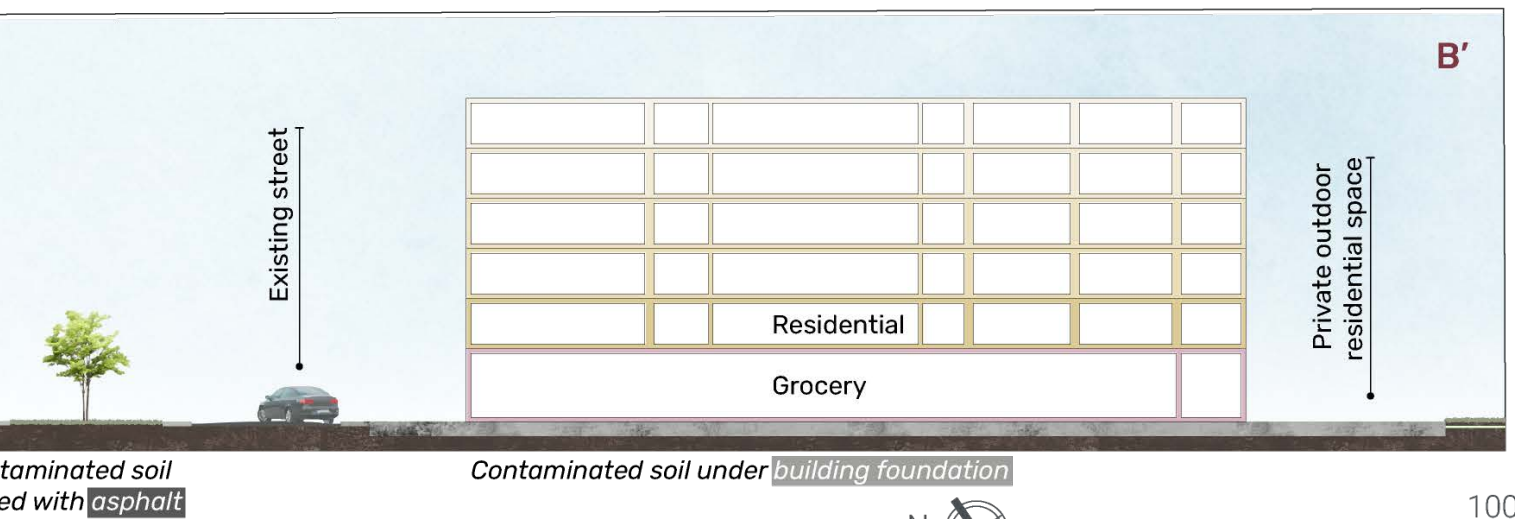 B′
Existing street
Private outdoor
residential space
Residential
Grocery
taminated soil
ed with asphalt
Contaminated soil under building foundation
N
100